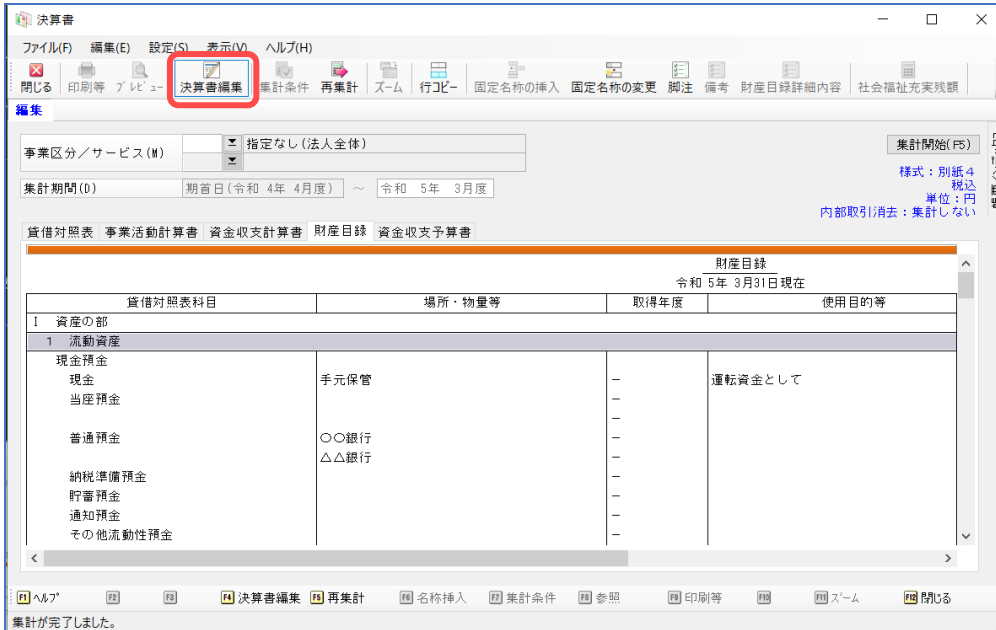 決算書
ファイル(F) 編集(E) 設定(S) 表示(V) ヘルプ(H)
閉じる 印刷等 プレビュー 決算書編集 集計条件 再集計 ズーム 行コピー 固定名称の挿入 固定名称の変更 脚注 備考 財産目録詳細内容 社会福祉充実残額
編集
事業区分/サービス(M) 指定なし(法人全体) 集計開始(F5)
集計期間(D) 期首日(令和 4年 4月度) ~ 令和 5年 3月度
様式:別紙4
税込
単位:円
内部取引消去:集計しない
貸借対照表 事業活動計算書 資金収支計算書 財産目録 資金収支予算書
財産目録
令和 5年 3月31日現在
貸借対照表科目 場所・物量等 取得年度 使用目的等
Ⅰ 資産の部
1 流動資産
現金預金
現金 手元保管 － 運転資金として
当座預金 －
－
普通預金 〇〇銀行 －
△△銀行 －
納税準備預金 －
貯蓄預金 －
通知預金 －
その他流動性預金 －
F1 ヘルプ F2 F3 F4 決算書編集 F5 再集計 F6 名称挿入 F7 集計条件 F8 参照 F9 印刷等 F10 F11 ズーム F12 閉じる
集計が完了しました。